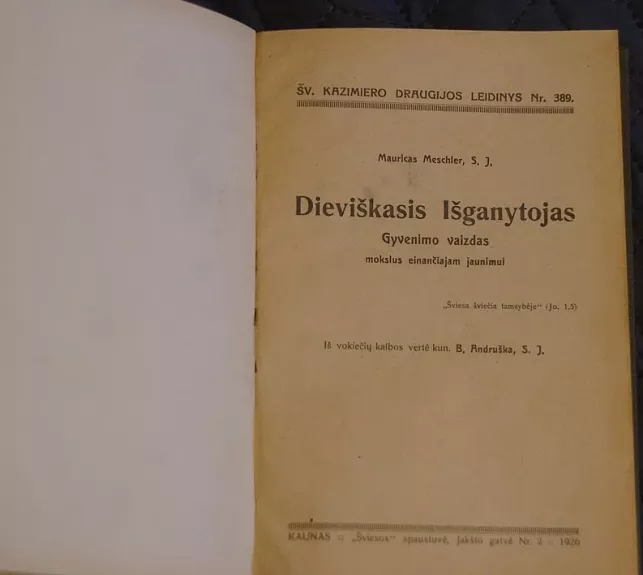 ŠV. KAZIMIERO DRAUGIJOS LEIDINYS Nr. 389.
Mauricas Meschler, S. J.
Dieviškasis Išganytojas
Gyvenimo vaizdas
mokslus einančiajam jaunimui
„Šviesa šviečia tamsybėje“ (Jo. 1.5)
Iš vokiečių kalbos vertė kun. B. Andruška, S. J.
KAUNAS :: „Šviesos“ spaustuvė, Jakšto gatvė Nr. 2 – 1926